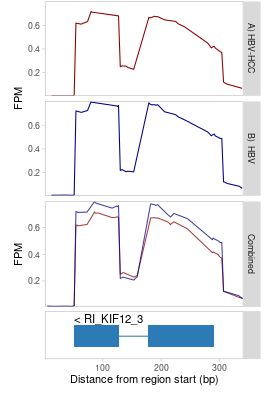 0.6
0.4
0.2
A) HBV-HCC
FPM
0.6
0.4
0.2
B) HBV
0.6
0.4
0.2
FPM
Combined
< RI_KIF12_3
100
200
300
Distance from region start (bp)